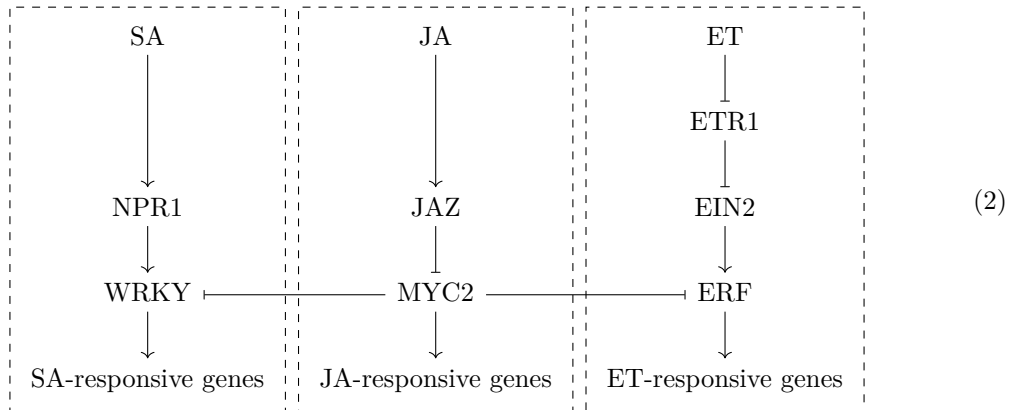 SA JA ET
ETR1
NPR1 JAZ EIN2
(2)
WRKY MYC2 ERF
SA-responsive genes JA-responsive genes ET-responsive genes